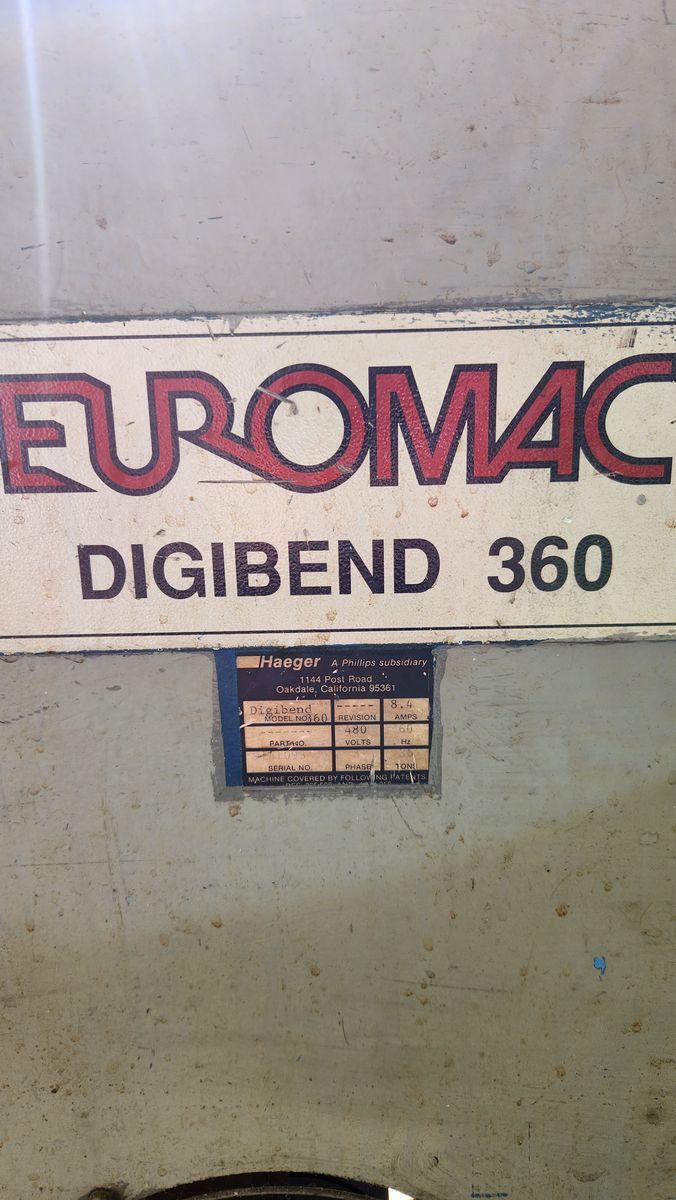 EUROMAC
DIGIBEND 360
Haeger A Phillips subsidiary
1144 Post Road
Oakdale, California 95361
Digibend ----- 8.4
MODEL NO. 360 REVISION AMPS
------- 480 60
PART NO. VOLTS Hz
SERIAL NO. PHASE TONS
MACHINE COVERED BY FOLLOWING PATENTS